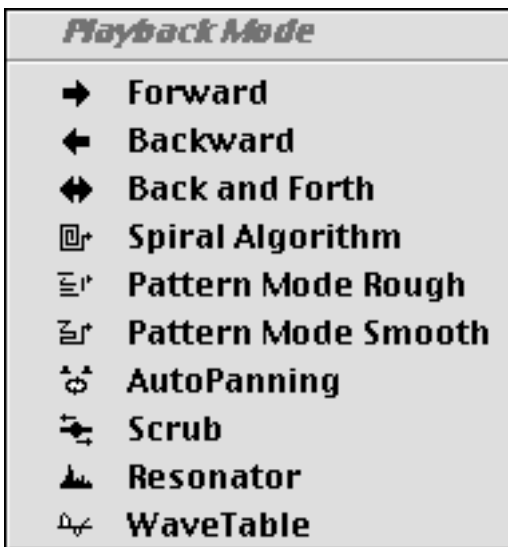 Playback Mode
Forward
Backward
Back and Forth
Spiral Algorithm
Pattern Mode Rough
Pattern Mode Smooth
AutoPanning
Scrub
Resonator
WaveTable